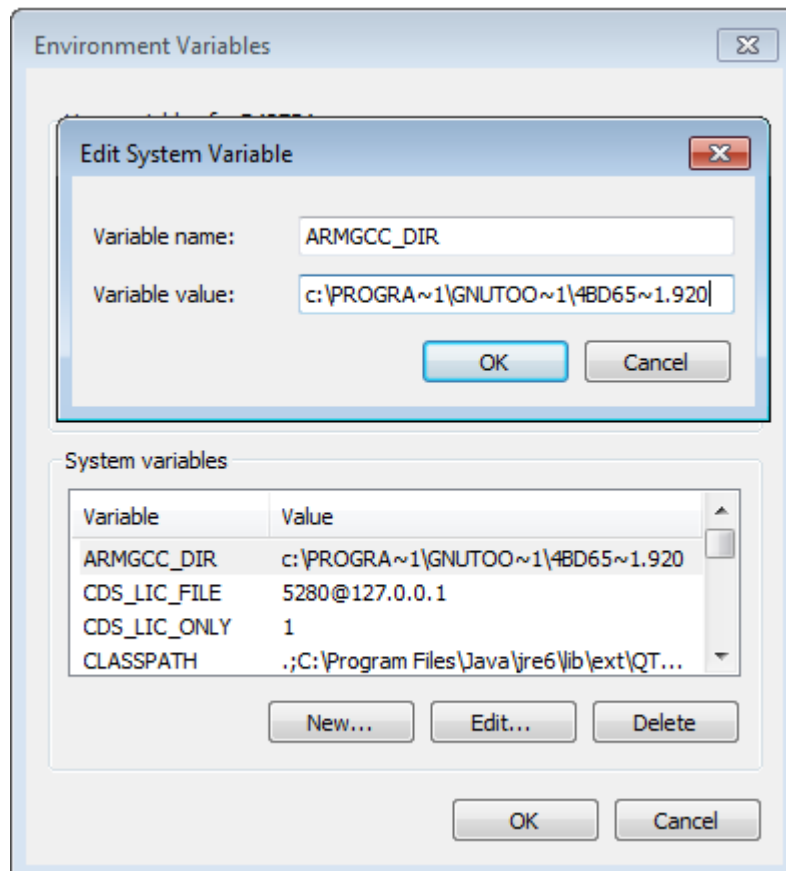 Environment Variables
Edit System Variable
Variable name: ARMGCC_DIR
Variable value: c:\PROGRA~1\GNUTOO~1\4BD65~1.920
OK Cancel
System variables
Variable Value
ARMGCC_DIR c:\PROGRA~1\GNUTOO~1\4BD65~1.920
CDS_LIC_FILE 5280@127.0.0.1
CDS_LIC_ONLY 1
CLASSPATH .;C:\Program Files\Java\jre6\lib\ext\QT...
New... Edit... Delete
OK Cancel